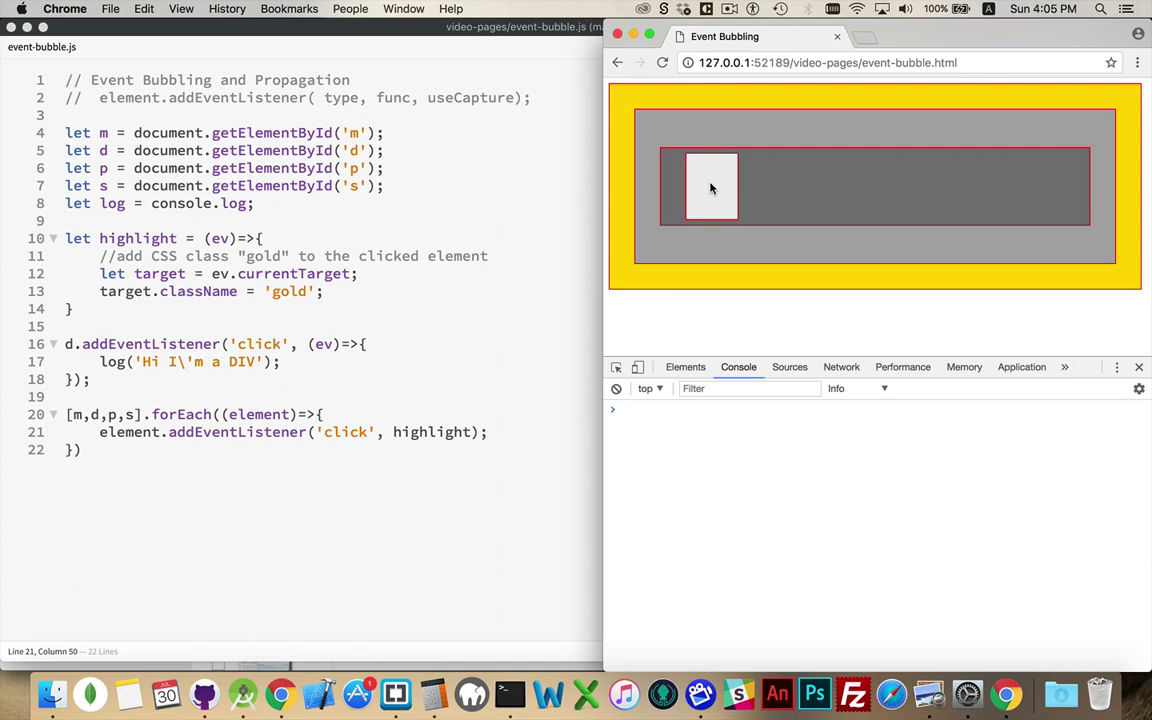 Chrome File Edit View History Bookmarks People Window Help
100% A Sun 4:05 PM
video-pages/event-bubble.js (m
event-bubble.js
1 // Event Bubbling and Propagation
2 //  element.addEventListener( type, func, useCapture);
3
4 let m = document.getElementById('m');
5 let d = document.getElementById('d');
6 let p = document.getElementById('p');
7 let s = document.getElementById('s');
8 let log = console.log;
9
10 let highlight = (ev)=>{
11     //add CSS class "gold" to the clicked element
12     let target = ev.currentTarget;
13     target.className = 'gold';
14 }
15
16 d.addEventListener('click', (ev)=>{
17     log('Hi I\'m a DIV');
18 });
19
20 [m,d,p,s].forEach((element)=>{
21     element.addEventListener('click', highlight);
22 })
Line 21, Column 50 — 22 Lines
Event Bubbling
127.0.0.1:52189/video-pages/event-bubble.html
Elements Console Sources Network Performance Memory Application »
top Filter Info
JUL
30
1
W
X
S
An
Ps
Fz